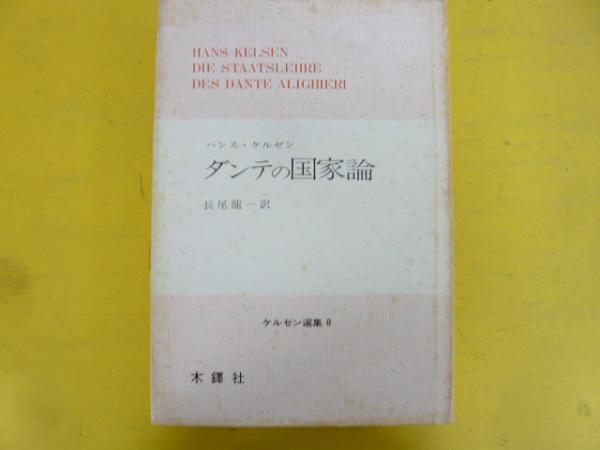 HANS KELSEN
DIE STAATSLEHRE
DES DANTE ALIGHIERI
ハンス・ケルゼン
ダンテの国家論
長尾龍一訳
ケルゼン選集 8
木鐸社